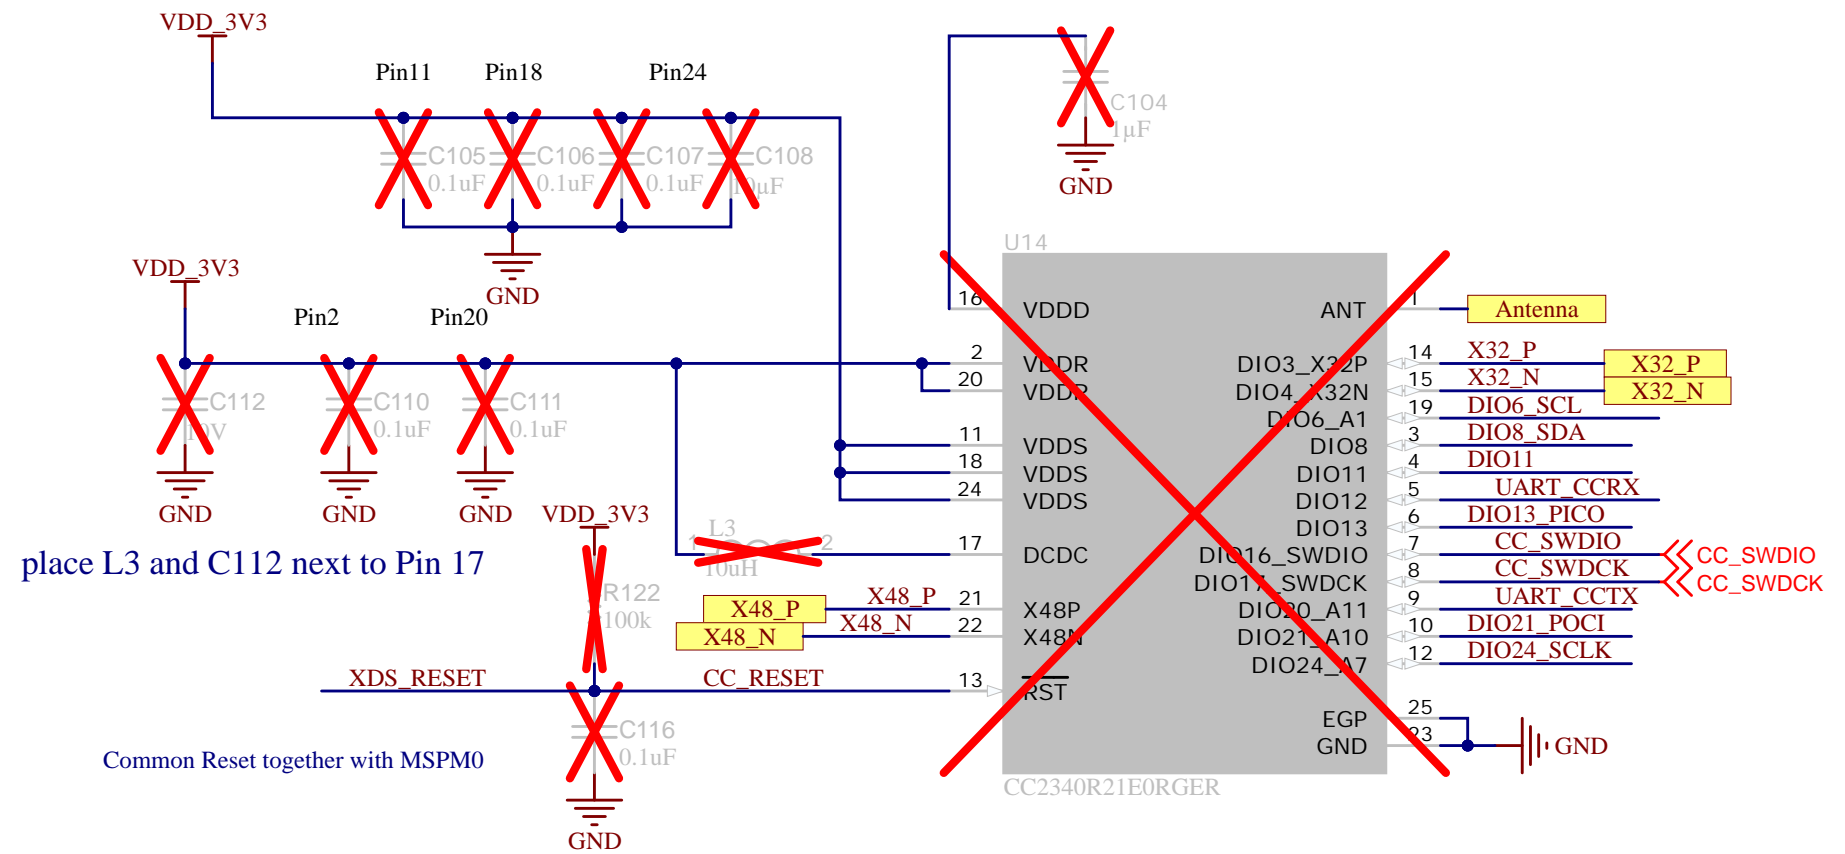 VDD_3V3
Pin11 Pin18 Pin24
C104
1µF
GND
C105 C106 C107 C108
0.1uF 0.1uF 0.1uF 10µF
GND
VDD_3V3
Pin2 Pin20
C112 C110 C111
10V 0.1uF 0.1uF
GND GND GND
place L3 and C112 next to Pin 17
VDD_3V3
R122
100k
L3
1 2
10uH
X48_P X48_P
X48_N X48_N
XDS_RESET CC_RESET
C116
0.1uF
GND
Common Reset together with MSPM0
U14
16 VDDD
2 VDDR
20 VDDR
11 VDDS
18 VDDS
24 VDDS
17 DCDC
21 X48P
22 X48N
13 RST
ANT 1 Antenna
DIO3_X32P 14 X32_P X32_P
DIO4_X32N 15 X32_N X32_N
DIO6_A1 19 DIO6_SCL
DIO8 3 DIO8_SDA
DIO11 4 DIO11
DIO12 5 UART_CCRX
DIO13 6 DIO13_PICO
DIO16_SWDIO 7 CC_SWDIO CC_SWDIO
DIO17_SWDCK 8 CC_SWDCK CC_SWDCK
DIO20_A11 9 UART_CCTX
DIO21_A10 10 DIO21_POCI
DIO24_A7 12 DIO24_SCLK
EGP 25
GND 23 GND
CC2340R21E0RGER